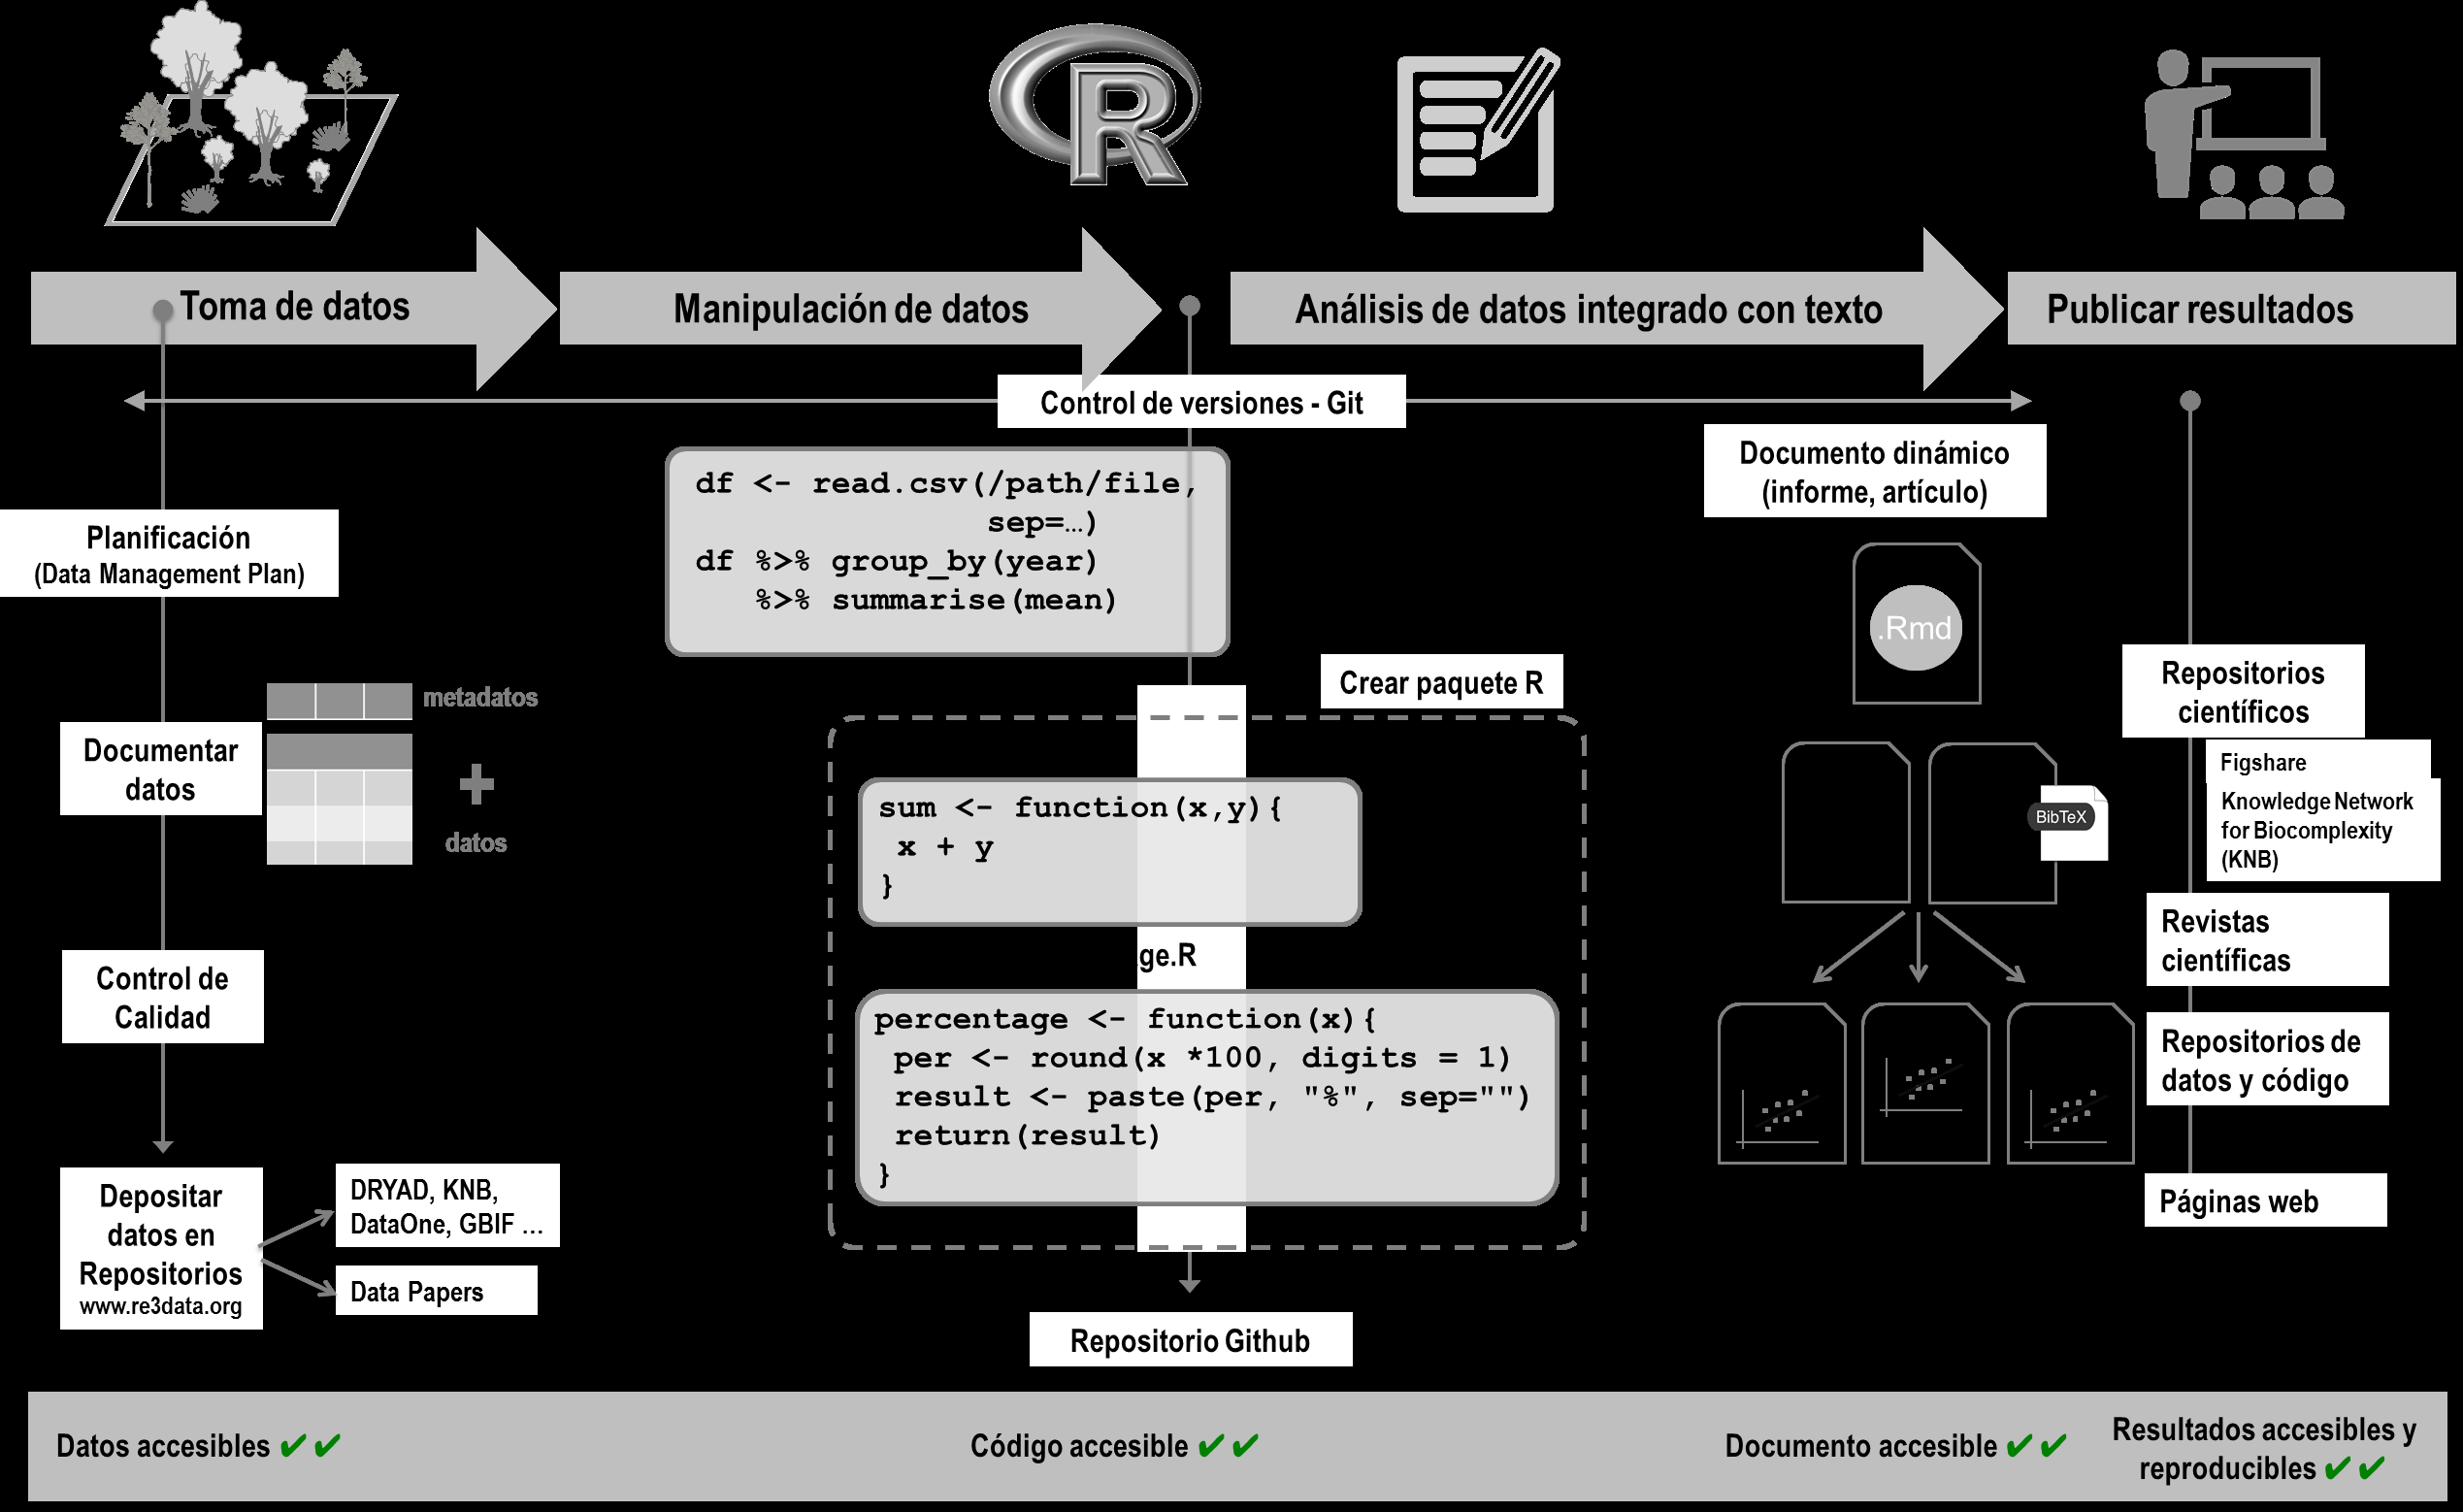 R
Toma de datos
Manipulación de datos
Análisis de datos integrado con texto
Publicar resultados
Control de versiones - Git
Planificación
(Data Management Plan)
Documentar
datos
metadatos
datos
Control de
Calidad
Depositar
datos en
Repositorios
www.re3data.org
DRYAD, KNB,
DataOne, GBIF ...
Data Papers
df <- read.csv(/path/file,
sep=…)
df %>% group_by(year)
%>% summarise(mean)
Crear paquete R
sum <- function(x,y){
x + y
}
ge.R
percentage <- function(x){
per <- round(x *100, digits = 1)
result <- paste(per, "%", sep="")
return(result)
}
Repositorio Github
Documento dinámico
(informe, artículo)
.Rmd
BibTeX
Repositorios
científicos
Figshare
Knowledge Network
for Biocomplexity
(KNB)
Revistas
científicas
Repositorios de
datos y código
Páginas web
Datos accesibles ✔✔
Código accesible ✔✔
Documento accesible ✔✔
Resultados accesibles y
reproducibles ✔✔